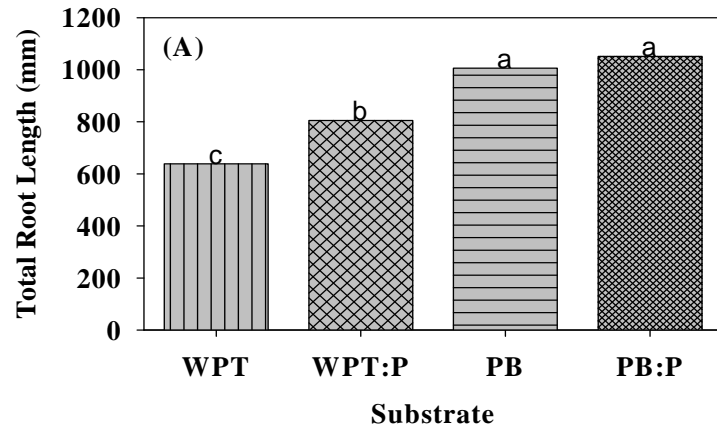 1200
(A)
a
a
1000
b
800
c
600
400
200
0
Total Root Length (mm)
WPT WPT:P PB PB:P
Substrate